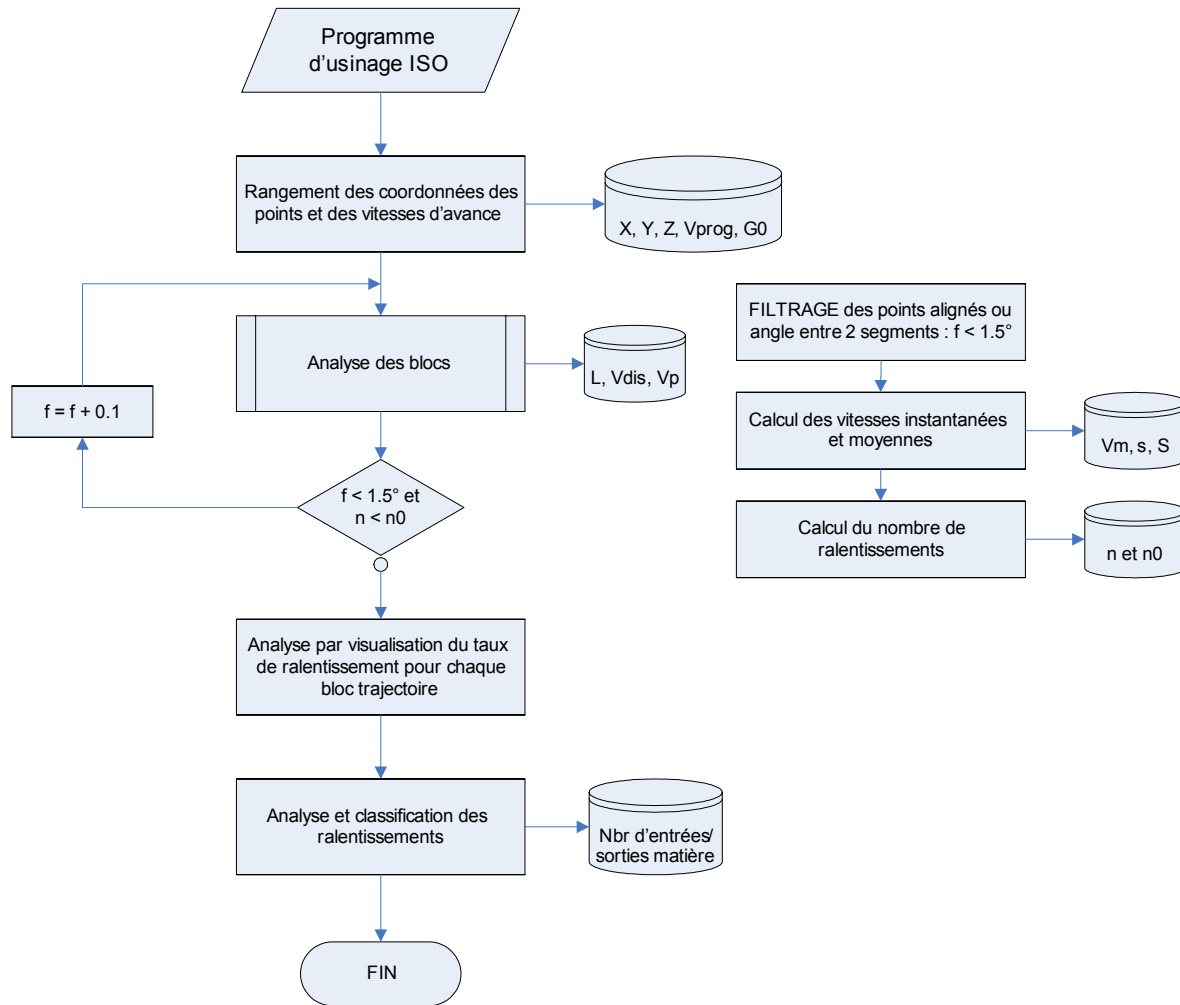 Programme
d'usinage ISO
Rangement des coordonnées des
points et des vitesses d'avance
X, Y, Z, Vprog, G0
Analyse des blocs
L, Vdis, Vp
f = f + 0.1
f < 1.5° et
n < n0
Analyse par visualisation du taux
de ralentissement pour chaque
bloc trajectoire
Analyse et classification des
ralentissements
Nbr d'entrées/
sorties matière
FIN
FILTRAGE des points alignés ou
angle entre 2 segments : f < 1.5°
Calcul des vitesses instantanées
et moyennes
Vm, s, S
Calcul du nombre de
ralentissements
n et n0